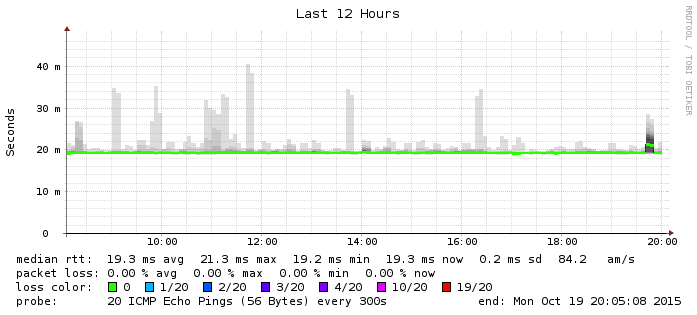 Last 12 Hours
RRDTOOL / TOBI OETIKER
Seconds
40 m
30 m
20 m
10 m
0
10:00 12:00 14:00 16:00 18:00 20:00
median rtt: 19.3 ms avg 21.3 ms max 19.2 ms min 19.3 ms now 0.2 ms sd 84.2 am/s
packet loss: 0.00 % avg 0.00 % max 0.00 % min 0.00 % now
loss color: 0 1/20 2/20 3/20 4/20 10/20 19/20
probe: 20 ICMP Echo Pings (56 Bytes) every 300s end: Mon Oct 19 20:05:08 2015